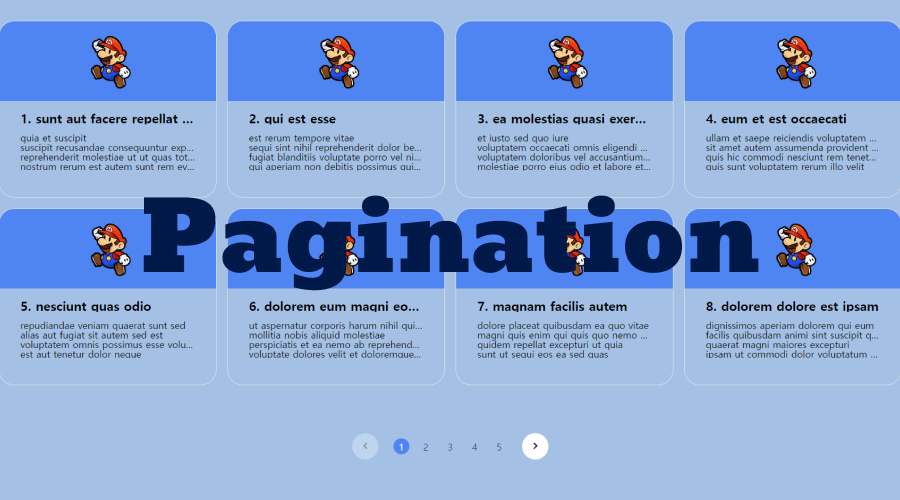 1. sunt aut facere repellat ...
quia et suscipit
suscipit recusandae consequuntur exp...
reprehenderit molestiae ut ut quas tot...
nostrum rerum est autem sunt rem ev...
2. qui est esse
est rerum tempore vitae
sequi sint nihil reprehenderit dolor be...
fugiat blanditiis voluptate porro vel ni...
qui aperiam non debitis possimus qui...
3. ea molestias quasi exer...
et iusto sed quo iure
voluptatem occaecati omnis eligendi ...
voluptatem doloribus vel accusantium...
molestiae porro eius odio et labore et...
4. eum et est occaecati
ullam et saepe reiciendis voluptatem ...
sit amet autem assumenda provident ...
quis hic commodi nesciunt rem tenet...
quis sunt voluptatem rerum illo velit
Pagination
5. nesciunt quas odio
repudiandae veniam quaerat sunt sed
alias aut fugiat sit autem sed est
voluptatem omnis possimus esse volu...
est aut tenetur dolor neque
6. dolorem eum magni eo...
ut aspernatur corporis harum nihil qui...
mollitia nobis aliquid molestiae
perspiciatis et ea nemo ab reprehend...
voluptate dolores velit et doloremque...
7. magnam facilis autem
dolore placeat quibusdam ea quo vitae
magni quis enim qui quis quo nemo ...
quidem repellat excepturi ut quia
sunt ut sequi eos ea sed quas
8. dolorem dolore est ipsam
dignissimos aperiam dolorem qui eum
facilis quibusdam animi sint suscipit q...
quaerat magni maiores excepturi
ipsam ut commodi dolor voluptatum ...
‹ 1 2 3 4 5 ›